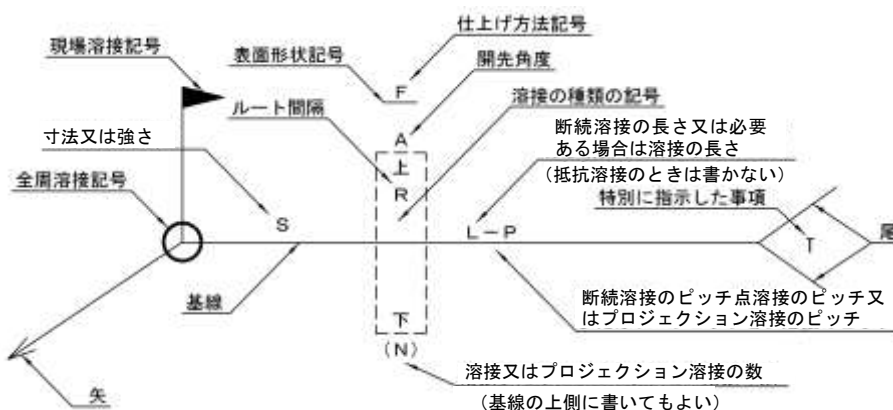 仕上げ方法記号
現場溶接記号
表面形状記号
開先角度
F
溶接の種類の記号
ルート間隔
A
断続溶接の長さ又は必要
ある場合は溶接の長さ
(抵抗溶接のときは書かない)
寸法又は強さ
上
R
特別に指示した事項
全周溶接記号
S
L－P
T
尾
基線
断続溶接のピッチ点溶接のピッチ又
はプロジェクション溶接のピッチ
下
(N)
溶接又はプロジェクション溶接の数
(基線の上側に書いてもよい)
矢